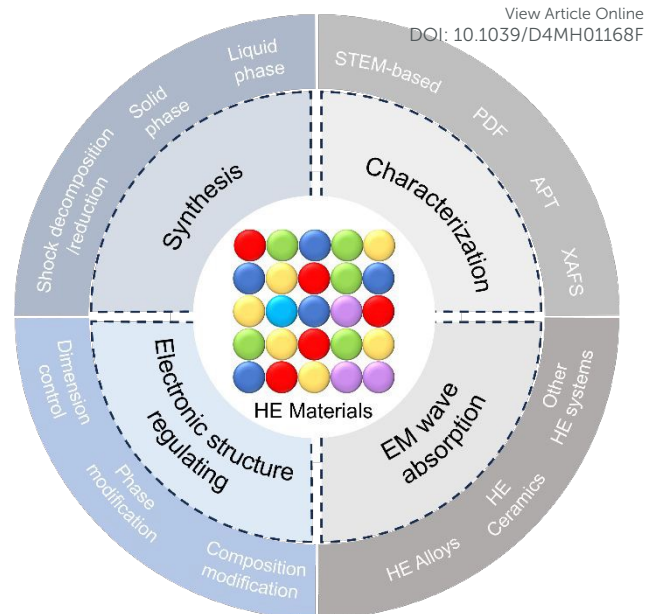 View Article Online
DOI: 10.1039/D4MH01168F
Liquid
phase
Solid
phase
Shock decomposition
/reduction
Synthesis
STEM-based
PDF
APT
XAFS
Characterization
HE Materials
Dimension
control
Phase
modification
Composition
modification
Electronic structure
regulating
EM wave
absorption
Other
HE systems
HE
Ceramics
HE Alloys